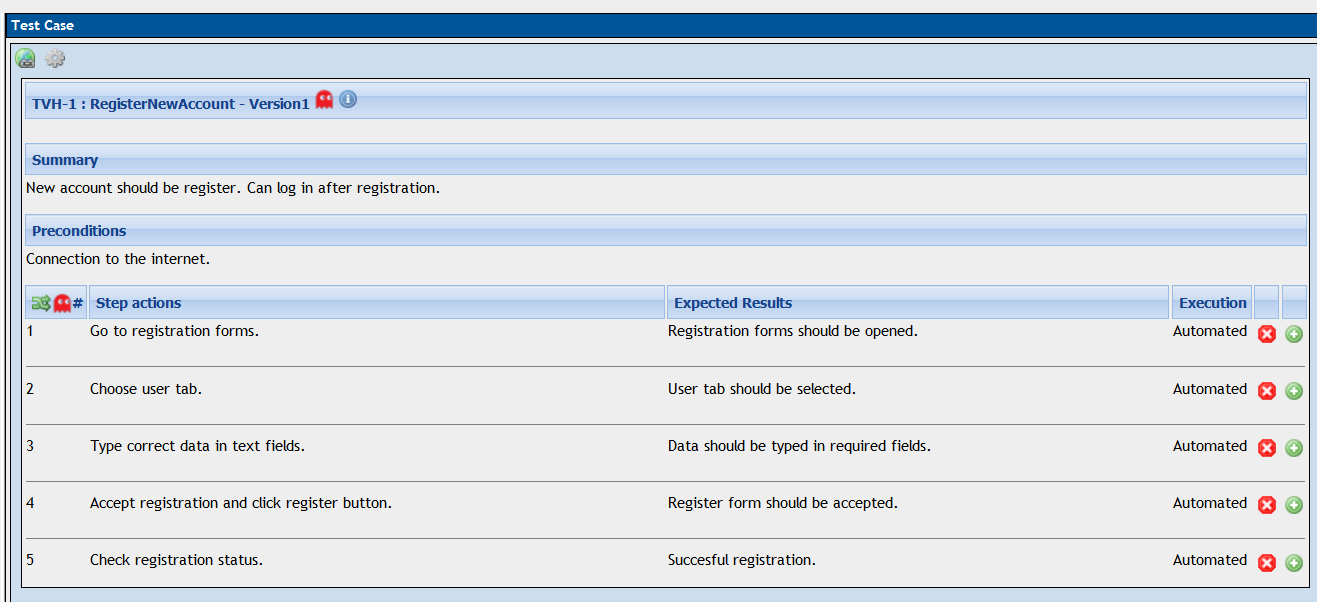 Test Case
TVH-1 : RegisterNewAccount - Version1
Summary
New account should be register. Can log in after registration.
Preconditions
Connection to the internet.
# Step actions Expected Results Execution
1 Go to registration forms. Registration forms should be opened. Automated
2 Choose user tab. User tab should be selected. Automated
3 Type correct data in text fields. Data should be typed in required fields. Automated
4 Accept registration and click register button. Register form should be accepted. Automated
5 Check registration status. Succesful registration. Automated